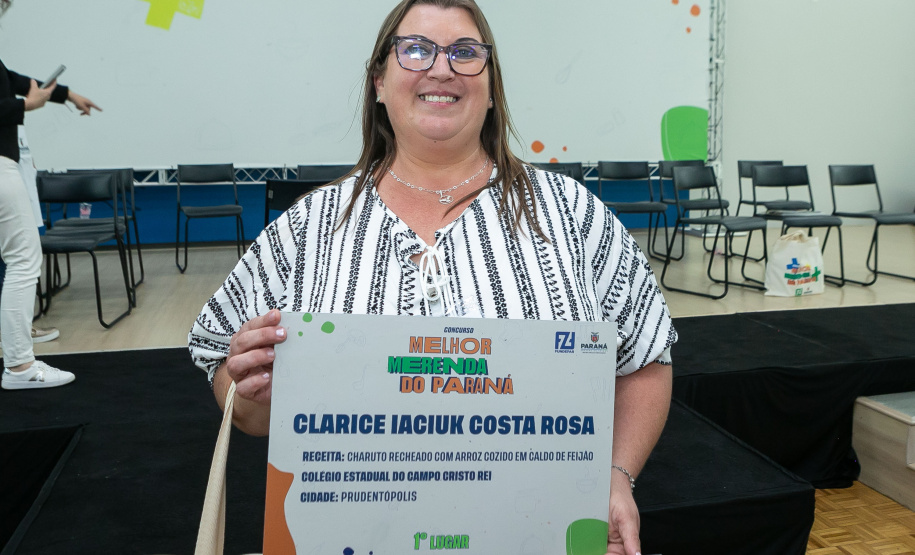 CONCURSO
MELHOR
MERENDA
DO PARANÁ
FUNDEPAR
PARANÁ
CLARICE IACIUK COSTA ROSA
RECEITA: CHARUTO RECHEADO COM ARROZ COZIDO EM CALDO DE FEIJÃO
COLÉGIO ESTADUAL DO CAMPO CRISTO REI
CIDADE: PRUDENTÓPOLIS
1º LUGAR